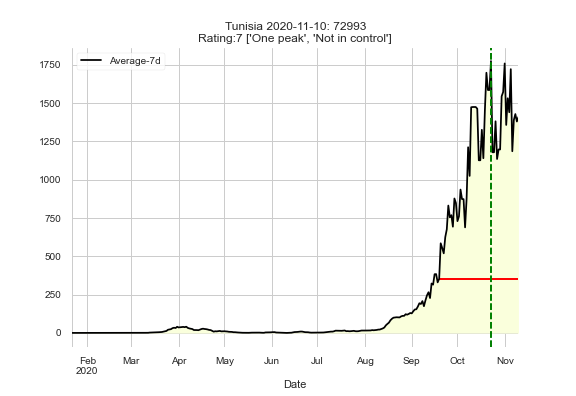 Tunisia 2020-11-10: 72993
Rating:7 ['One peak', 'Not in control']
Average-7d
1750
1500
1250
1000
750
500
250
0
Feb Mar Apr May Jun Jul Aug Sep Oct Nov
2020
Date